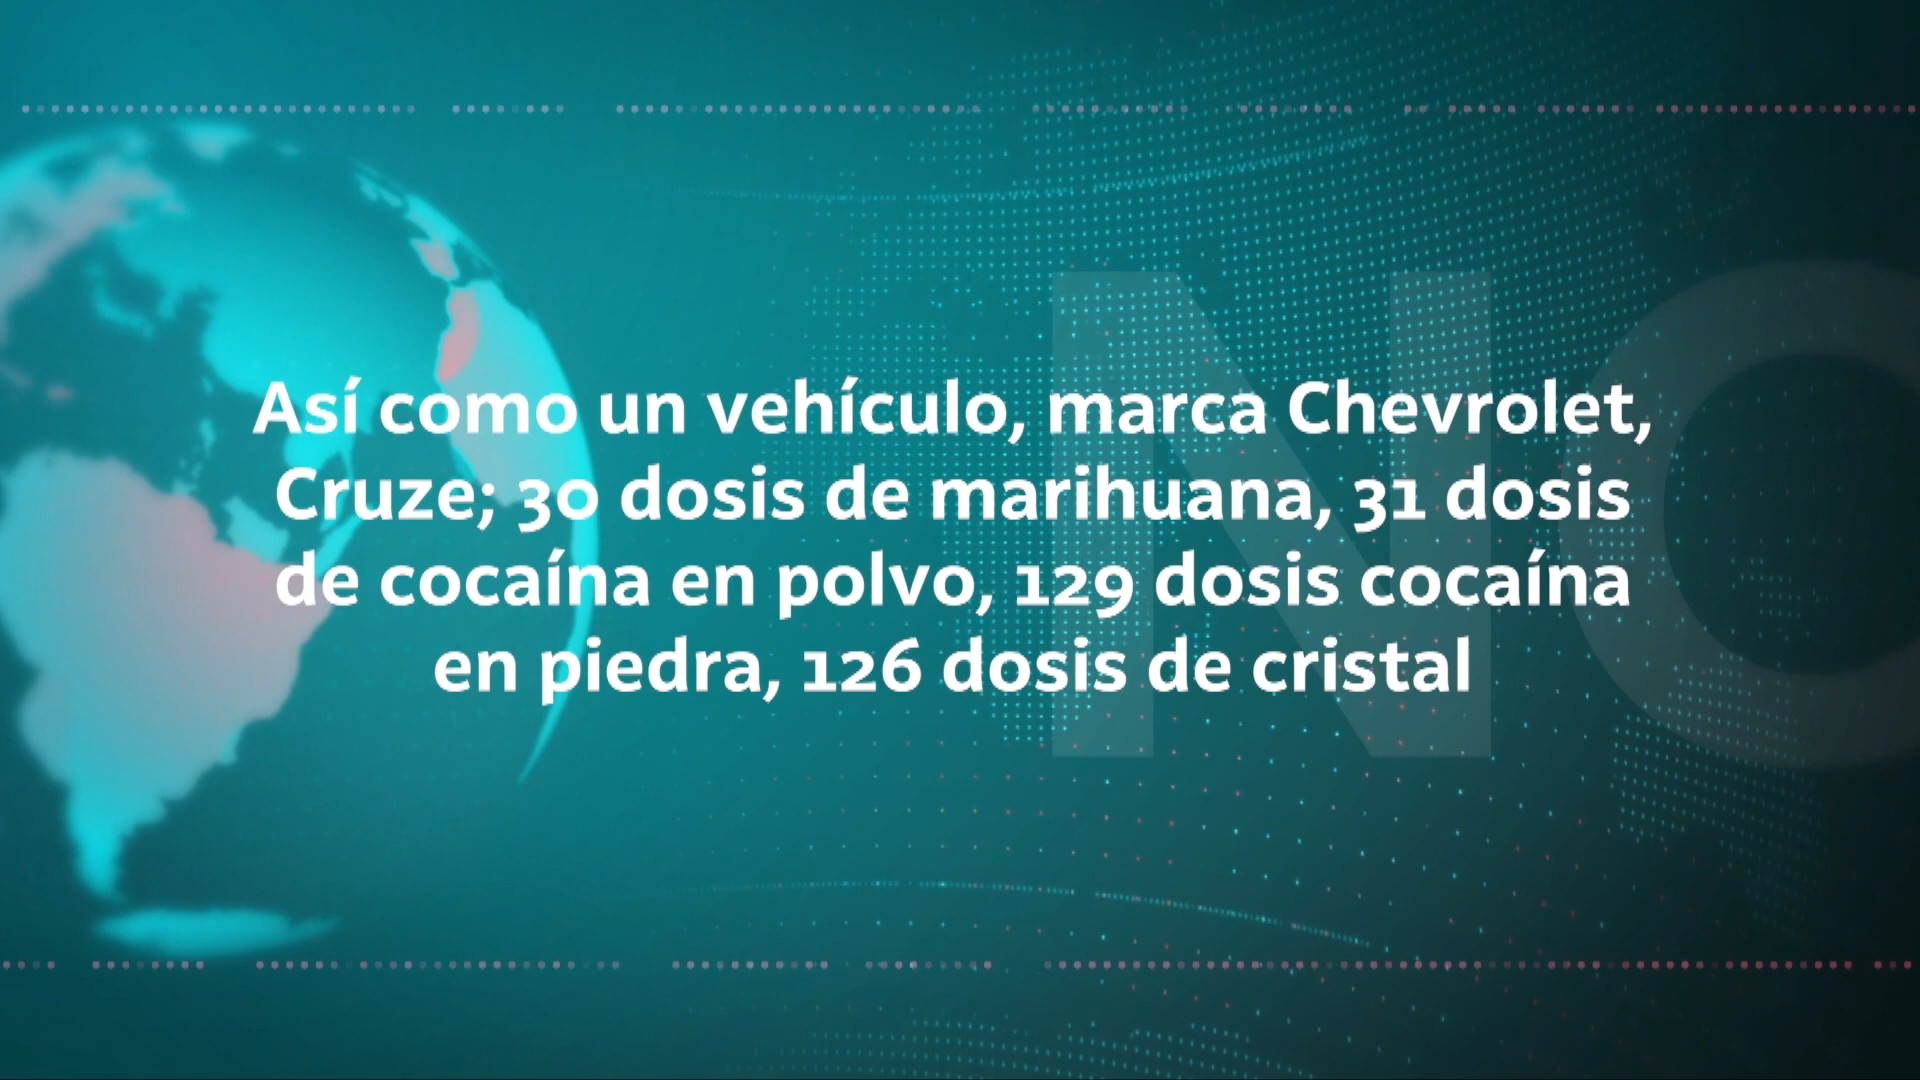 Así como un vehículo, marca Chevrolet,
Cruze; 30 dosis de marihuana, 31 dosis
de cocaína en polvo, 129 dosis cocaína
en piedra, 126 dosis de cristal
NO